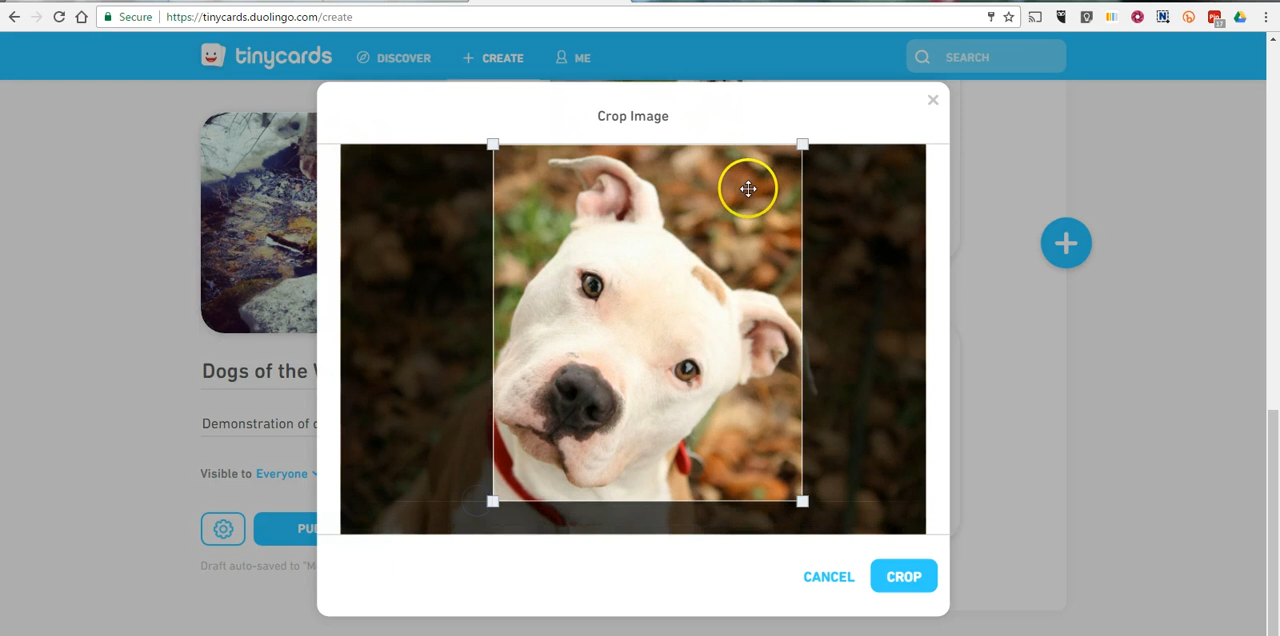 Secure | https://tinycards.duolingo.com/create
17
tinycards DISCOVER + CREATE ME SEARCH
Crop Image
Dogs of the
Demonstration of
Visible to Everyone
PU
Draft auto-saved to "M
CANCEL CROP